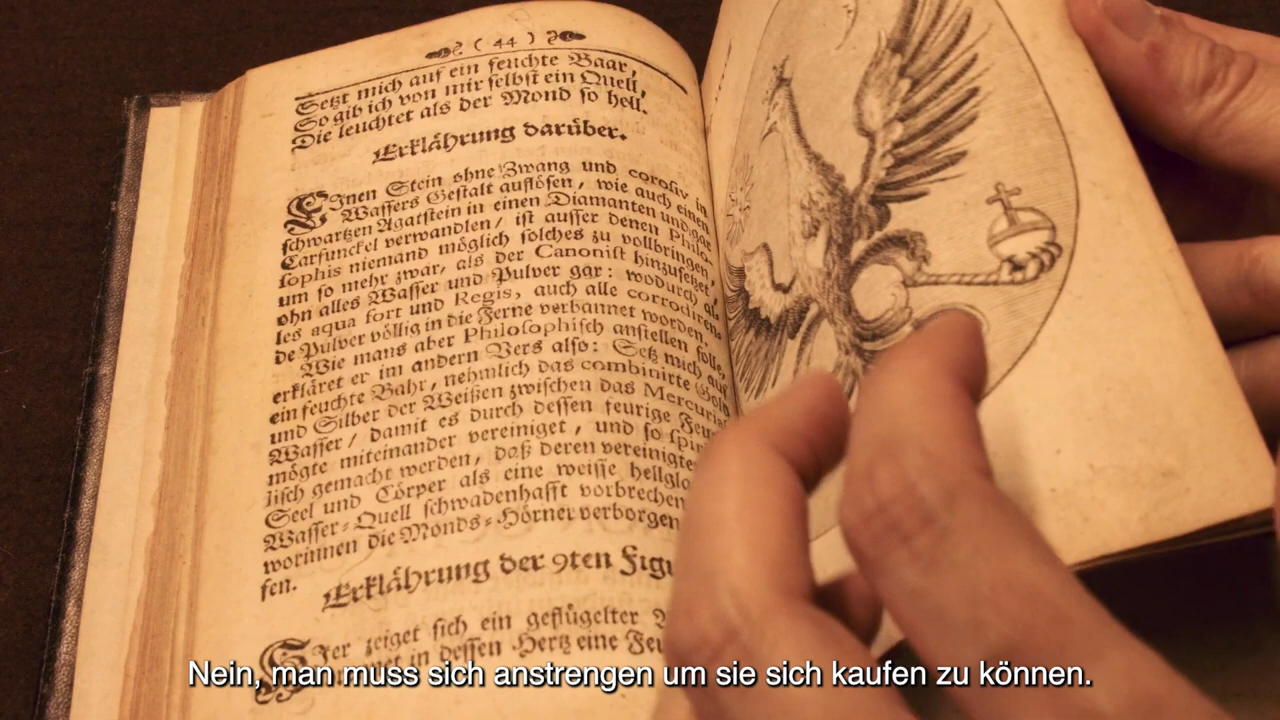 ( 44 )
Setzt mich auf ein feuchte Baar,
So gib ich von mir selbst ein Quell,
Die leuchtet als der Mond so hell.
Erklährung darüber.
EInen Stein ohne Zwang und corosiv in
Wassers Gestalt auflösen, wie auch einen
schwartzen Agatstein in einen Diamanten und gar
Carfunckel verwandlen/ ist ausser denen Philo-
sophis niemand möglich solches zu vollbringen,
um so mehr zwar, als der Canonist hinzusetzet,
ohn alles Wasser und Pulver gar: wodurch al-
les aqua fort und Regis, auch alle corrodiren-
de Pulver völlig in die Ferne verbannet worden.
Wie mans aber Philosophisch anstellen solle,
erkläret er im andern Vers also: Setz mich auf
ein feuchte Bahr, nehmlich das combinirte Gold
und Silber der Weißen zwischen das Mercurial
Wasser/ damit es durch dessen feurige Feu
mögte miteinander vereiniget, und so spir
lisch gemacht werden, daß deren vereinigte
Seel und Cörper als eine weisse hellglo
Wasser-Quell schwadenhafft vorbrechen
worinnen die Monds-Hörner verborgen
fen.
Erklährung der 9ten Figu
HIer zeiget sich ein geflügelter
in dessen Hertz eine Feu
Nein, man muss sich anstrengen um sie sich kaufen zu können.